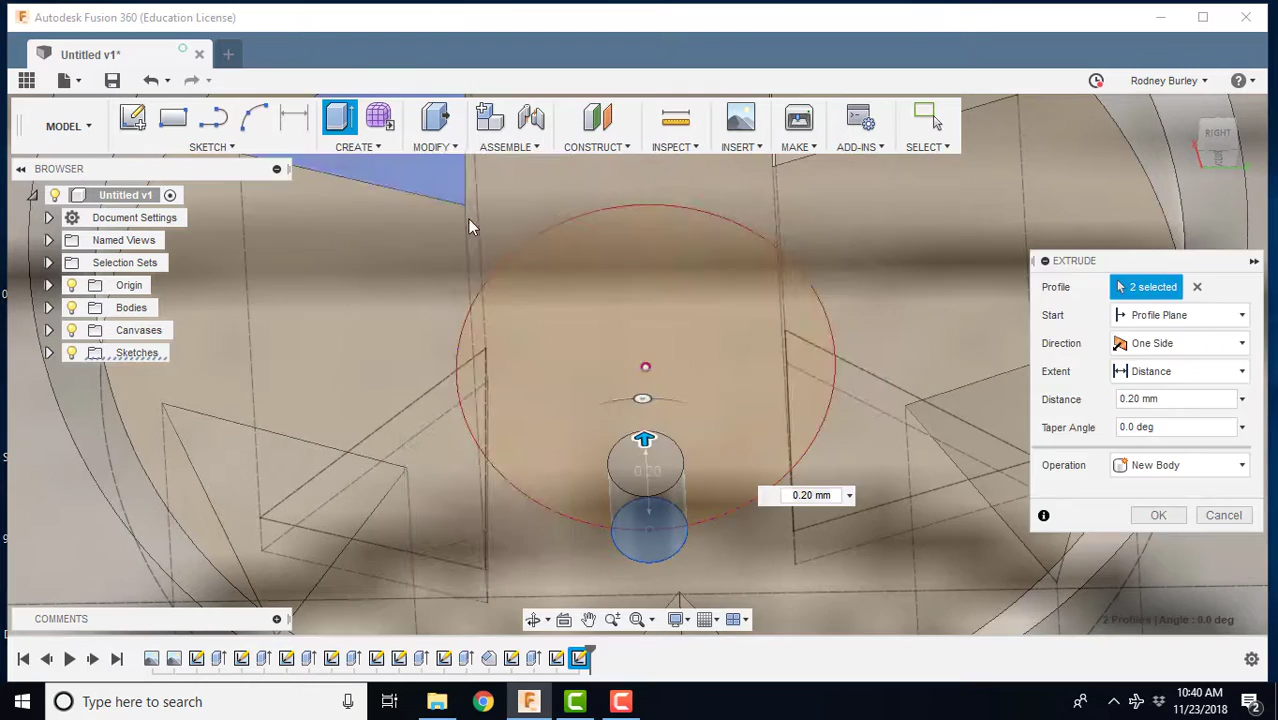 Autodesk Fusion 360 (Education License)
Untitled v1*
Rodney Burley
MODEL
SKETCH
CREATE
MODIFY
ASSEMBLE
CONSTRUCT
INSPECT
INSERT
MAKE
ADD-INS
SELECT
RIGHT
BROWSER
Untitled v1
Document Settings
Named Views
Selection Sets
Origin
Bodies
Canvases
Sketches
EXTRUDE
Profile 2 selected
Start Profile Plane
Direction One Side
Extent Distance
Distance 0.20 mm
Taper Angle 0.0 deg
Operation New Body
OK Cancel
0.20
0.20 mm
2 Profiles | Angle : 0.0 deg
COMMENTS
Type here to search
10:40 AM
11/23/2018
2